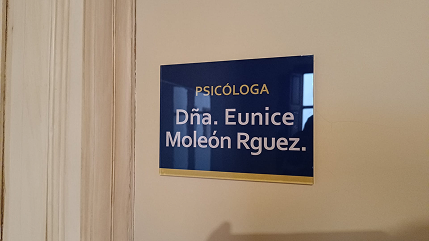 PSICÓLOGA
Dña. Eunice
Moleón Rguez.